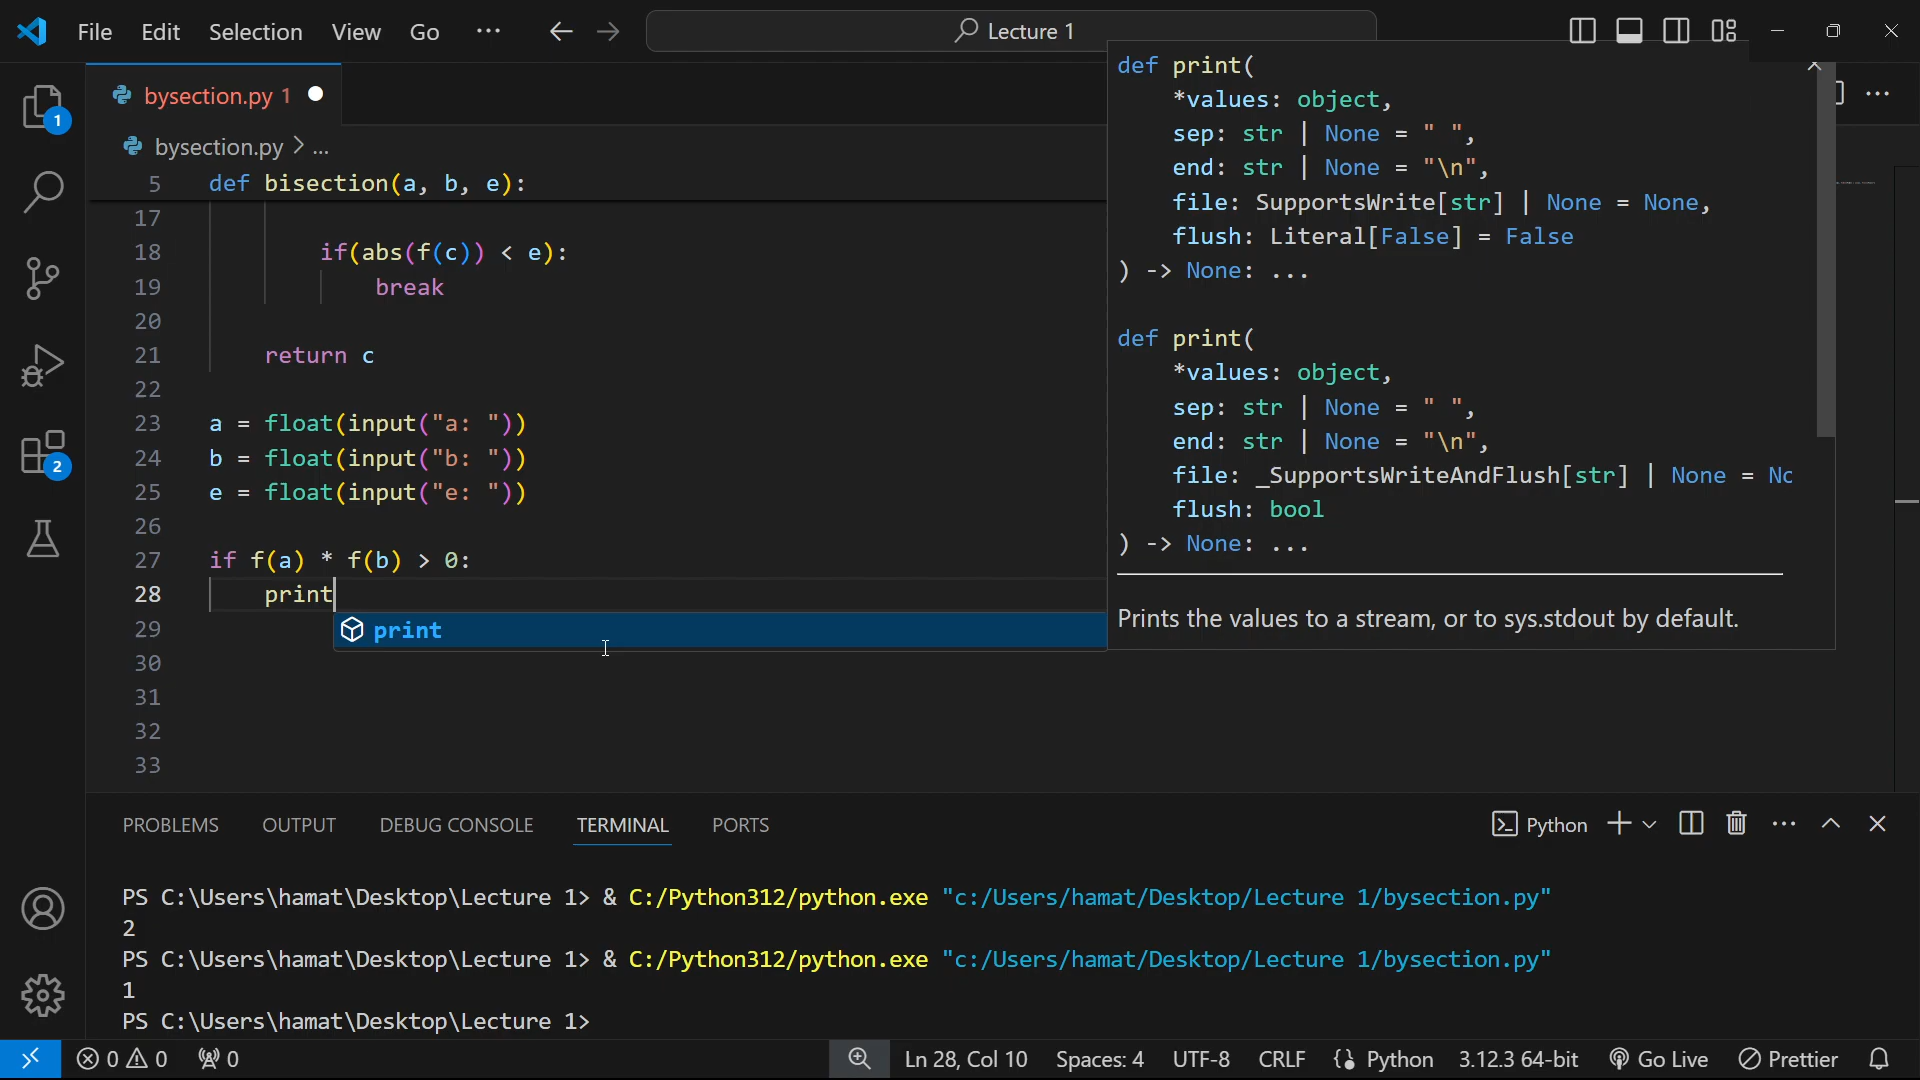 File Edit Selection View Go ··· Lecture 1
bysection.py 1
bysection.py > ...
5 def bisection(a, b, e):
17
18 if(abs(f(c)) < e):
19 break
20
21 return c
22
23 a = float(input("a: "))
24 b = float(input("b: "))
25 e = float(input("e: "))
26
27 if f(a) * f(b) > 0:
28 print
29
print
30
31
32
33
def print(
*values: object,
sep: str | None = " ",
end: str | None = "\n",
file: SupportsWrite[str] | None = None,
flush: Literal[False] = False
) -> None: ...
def print(
*values: object,
sep: str | None = " ",
end: str | None = "\n",
file: _SupportsWriteAndFlush[str] | None = Nc
flush: bool
) -> None: ...
Prints the values to a stream, or to sys.stdout by default.
1
2
PROBLEMS OUTPUT DEBUG CONSOLE TERMINAL PORTS Python
PS C:\Users\hamat\Desktop\Lecture 1> & C:/Python312/python.exe "c:/Users/hamat/Desktop/Lecture 1/bysection.py"
2
PS C:\Users\hamat\Desktop\Lecture 1> & C:/Python312/python.exe "c:/Users/hamat/Desktop/Lecture 1/bysection.py"
1
PS C:\Users\hamat\Desktop\Lecture 1>
0 0 0 Ln 28, Col 10 Spaces: 4 UTF-8 CRLF Python 3.12.3 64-bit Go Live Prettier